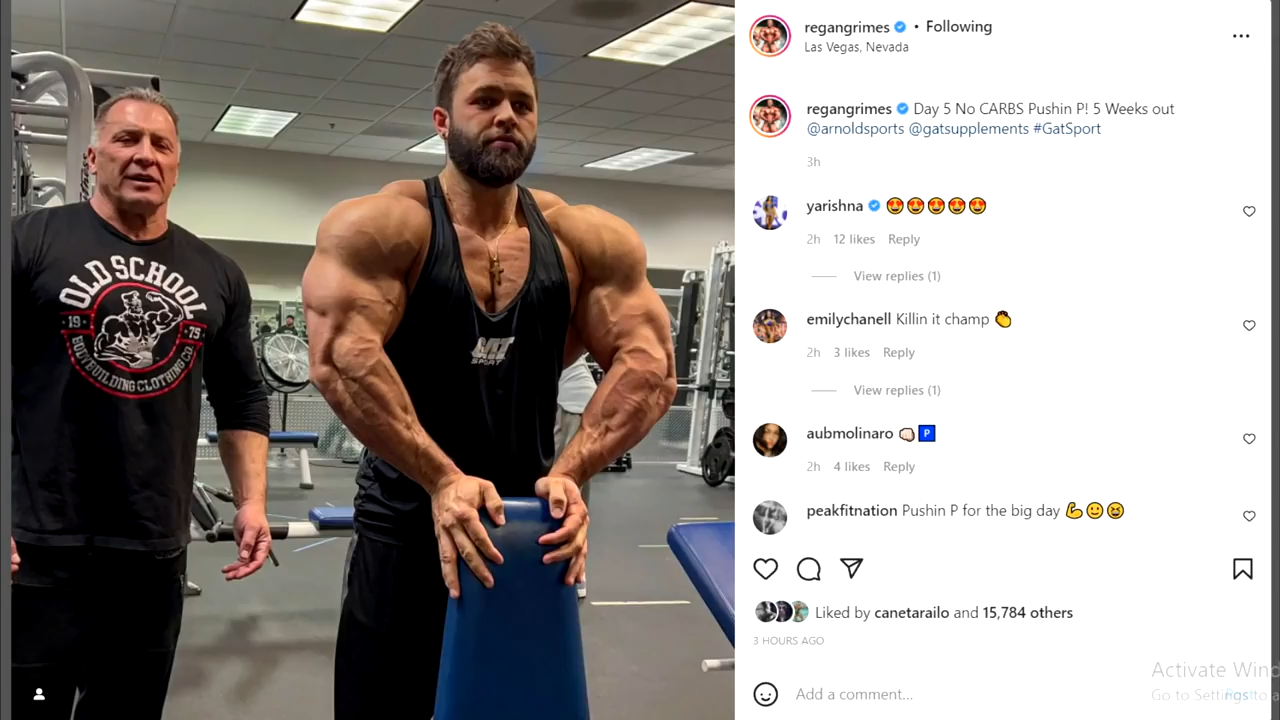 regangrimes • Following
Las Vegas, Nevada
regangrimes Day 5 No CARBS Pushin P! 5 Weeks out
@arnoldsports @gatsupplements #GatSport
3h
yarishna 😍😍😍😍😍
2h 12 likes Reply
View replies (1)
emilychanell Killin it champ 👏
2h 3 likes Reply
View replies (1)
aubmolinaro 👊🏻🅿️
2h 4 likes Reply
peakfitnation Pushin P for the big day 💪🙂😆
Liked by canetarailo and 15,784 others
3 HOURS AGO
Add a comment...
Activate Wind
Go to Settings to a
OLD SCHOOL
19 75
BODYBUILDING CLOTHING CO.
SPORT